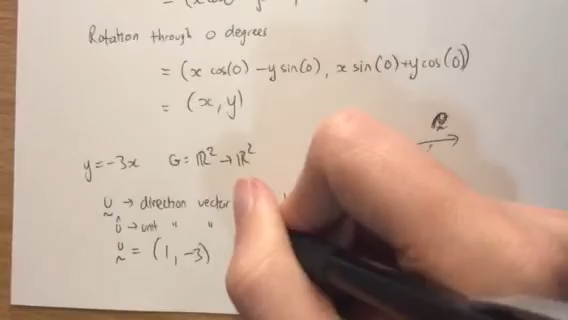 Rotation through 0 degrees
= (x cos(0) - y sin(0), x sin(0) + y cos(0))
= (x, y)
y = -3x G = ℝ² → ℝ²
u → direction vector
û → unit " "
u = (1, -3)